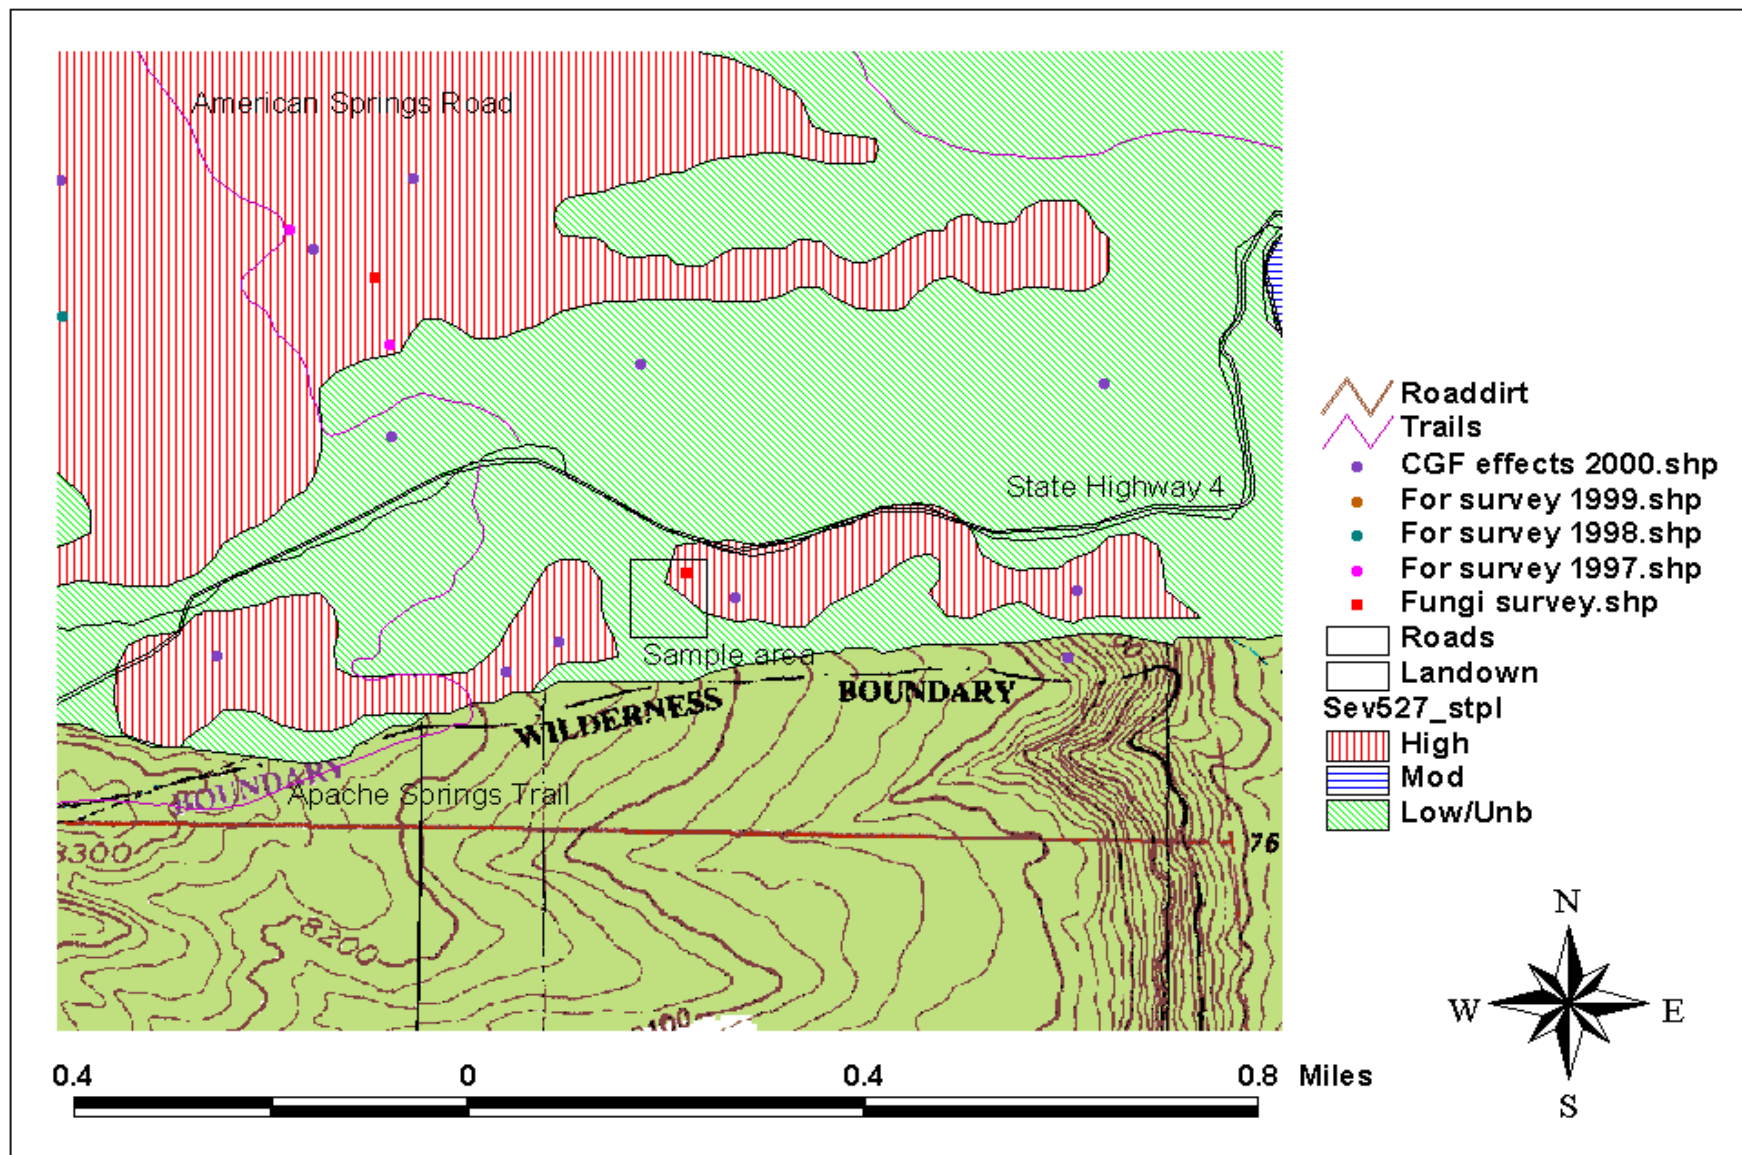 American Springs Road
State Highway 4
Sample area
WILDERNESS BOUNDARY
BOUNDARY
Apache Springs Trail
8300
76
8200
Roaddirt
Trails
CGF effects 2000.shp
For survey 1999.shp
For survey 1998.shp
For survey 1997.shp
Fungi survey.shp
Roads
Landown
Sev527_stpl
High
Mod
Low/Unb
N
W E
S
0.4 0 0.4 0.8 Miles